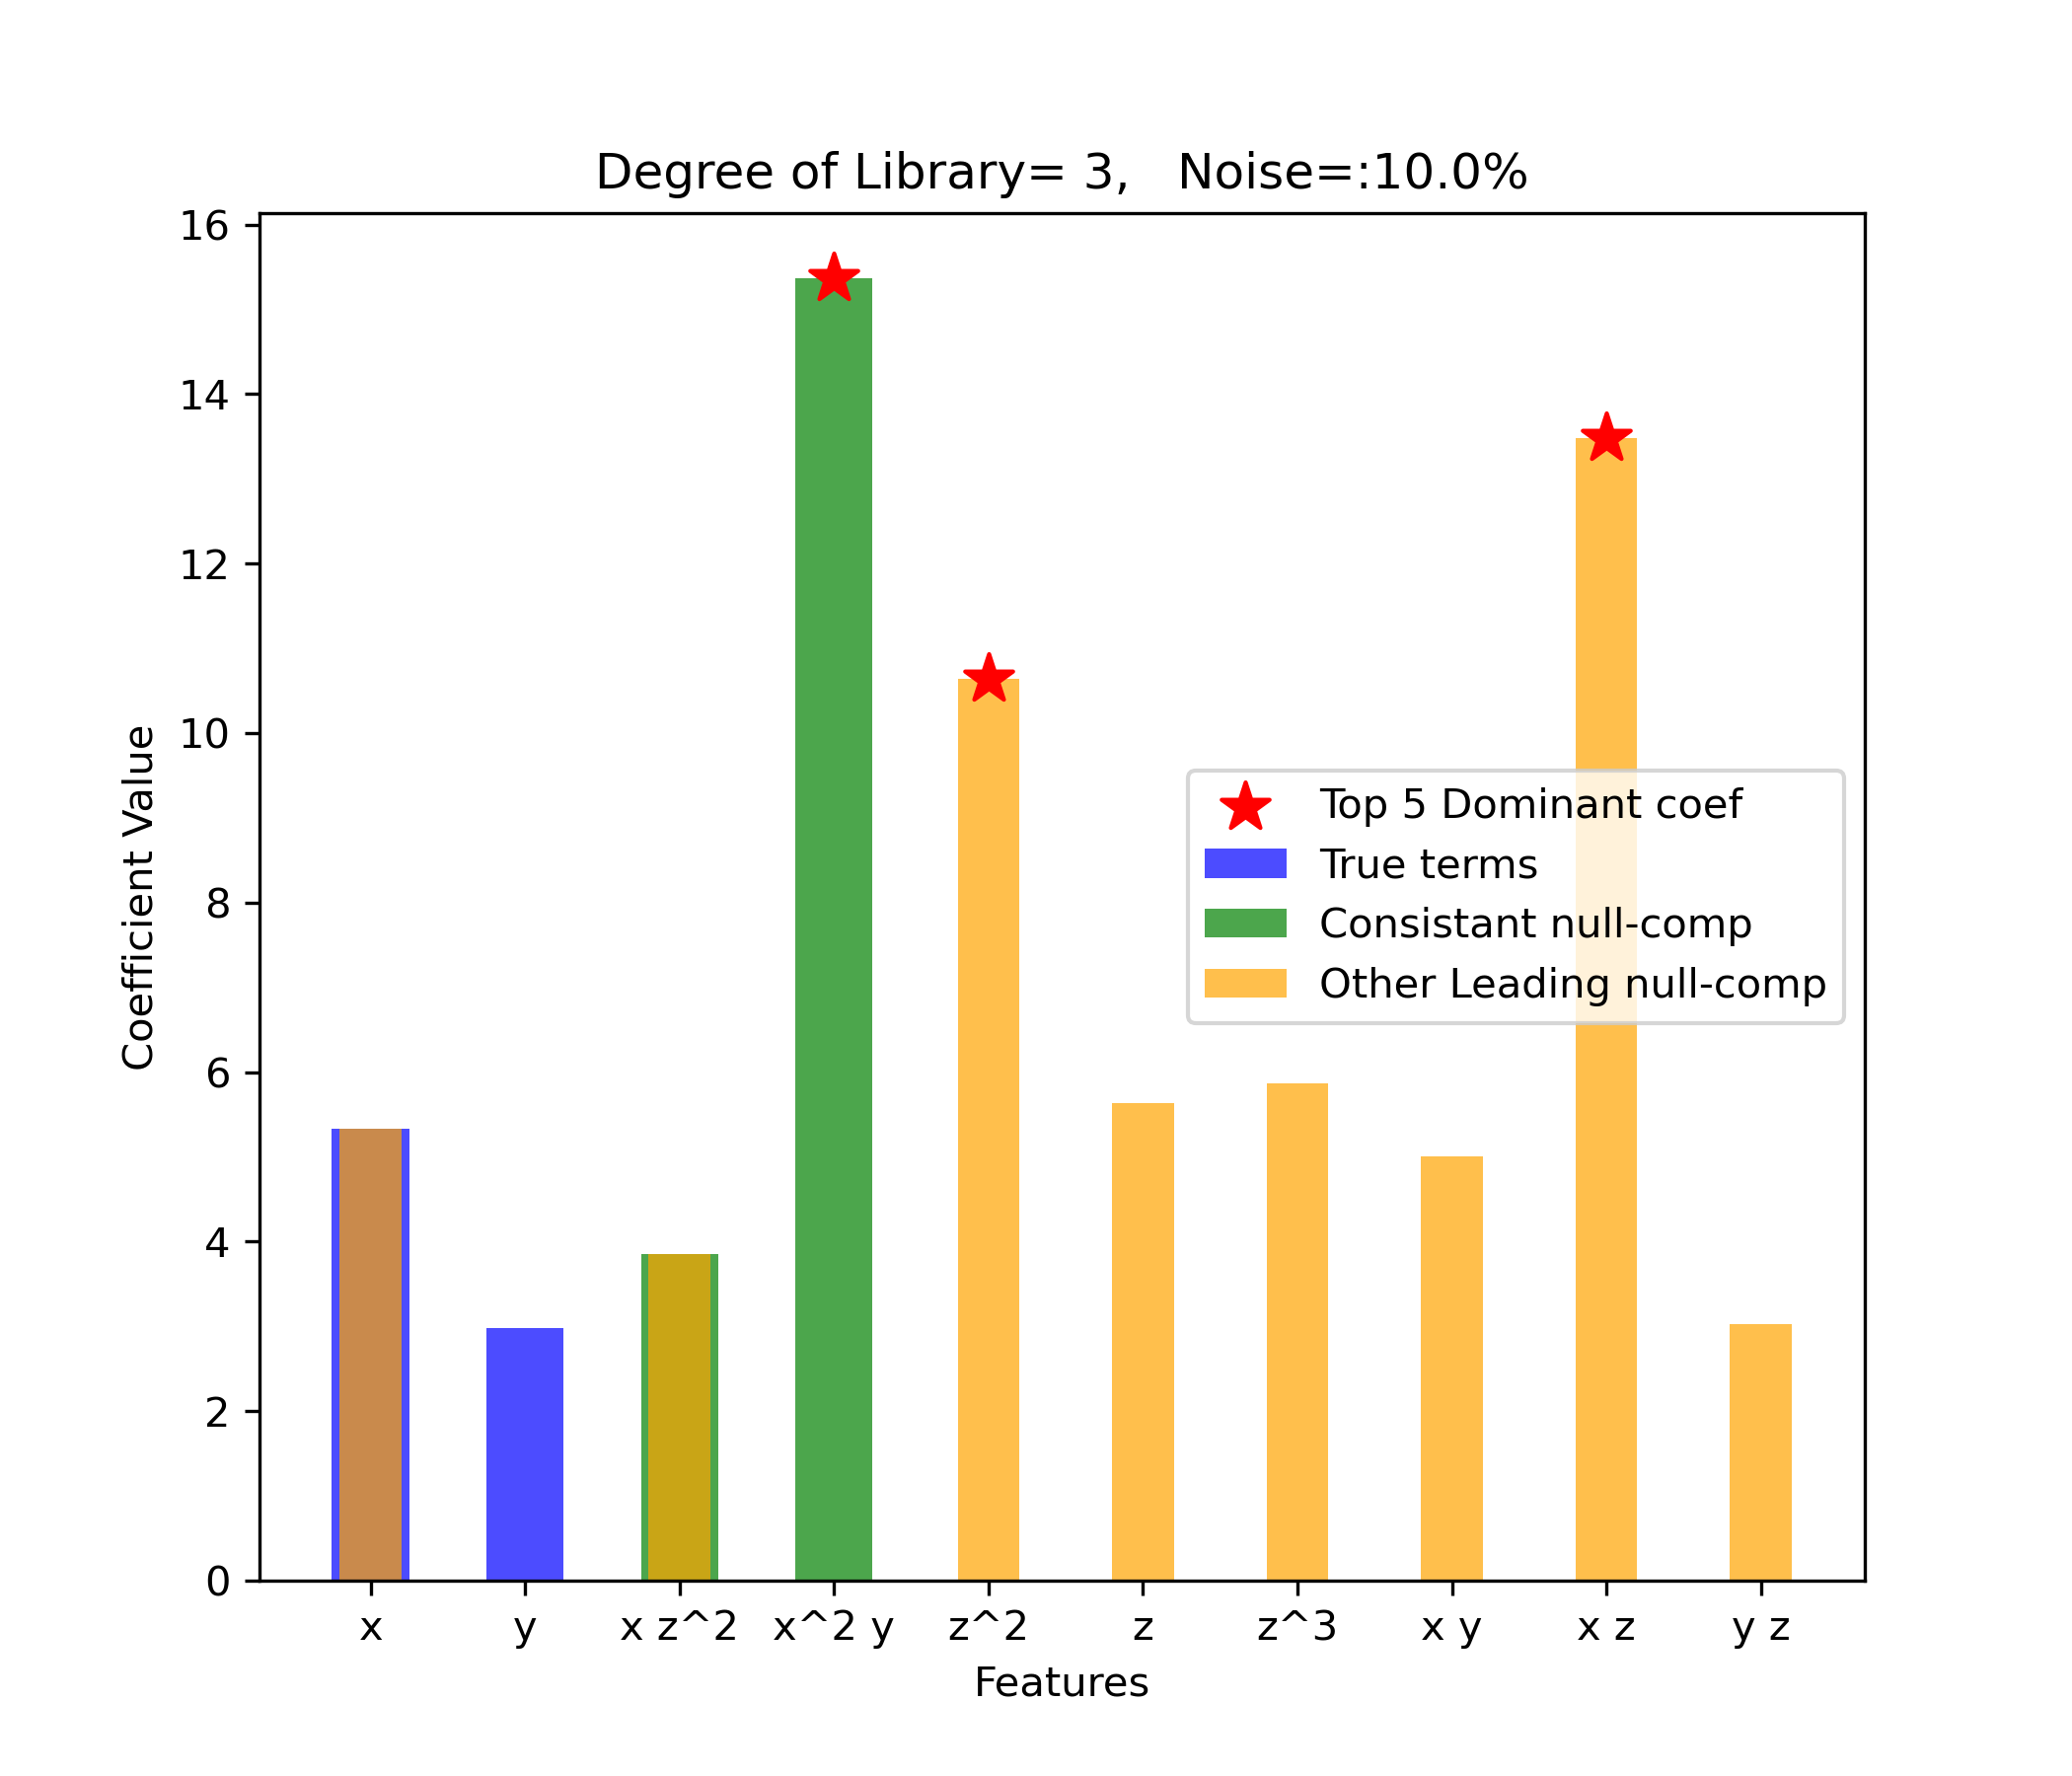 Degree of Library= 3,   Noise=:10.0%
16
14
12
10
8
6
4
2
0
Coefficient Value
Top 5 Dominant coef
True terms
Consistant null-comp
Other Leading null-comp
x y x z^2 x^2 y z^2 z z^3 x y x z y z
Features